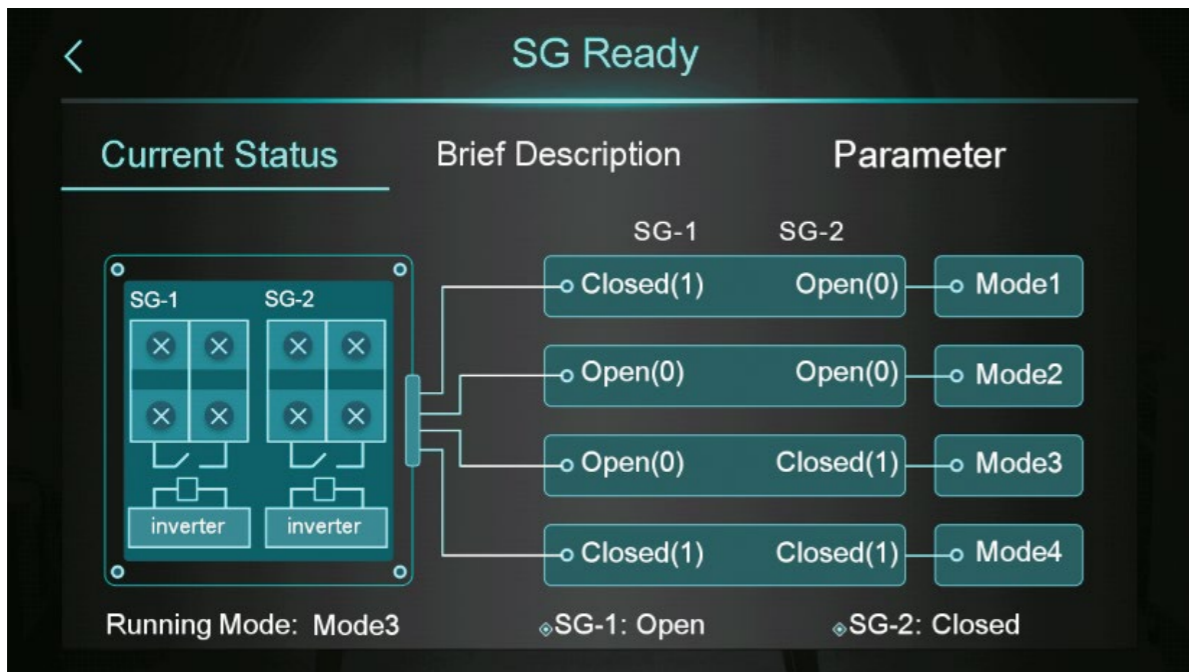 SG Ready
Current Status Brief Description Parameter
SG-1 SG-2
Closed(1) Open(0) Mode1
SG-1 SG-2
Open(0) Open(0) Mode2
Open(0) Closed(1) Mode3
inverter inverter
Closed(1) Closed(1) Mode4
Running Mode: Mode3 SG-1: Open SG-2: Closed